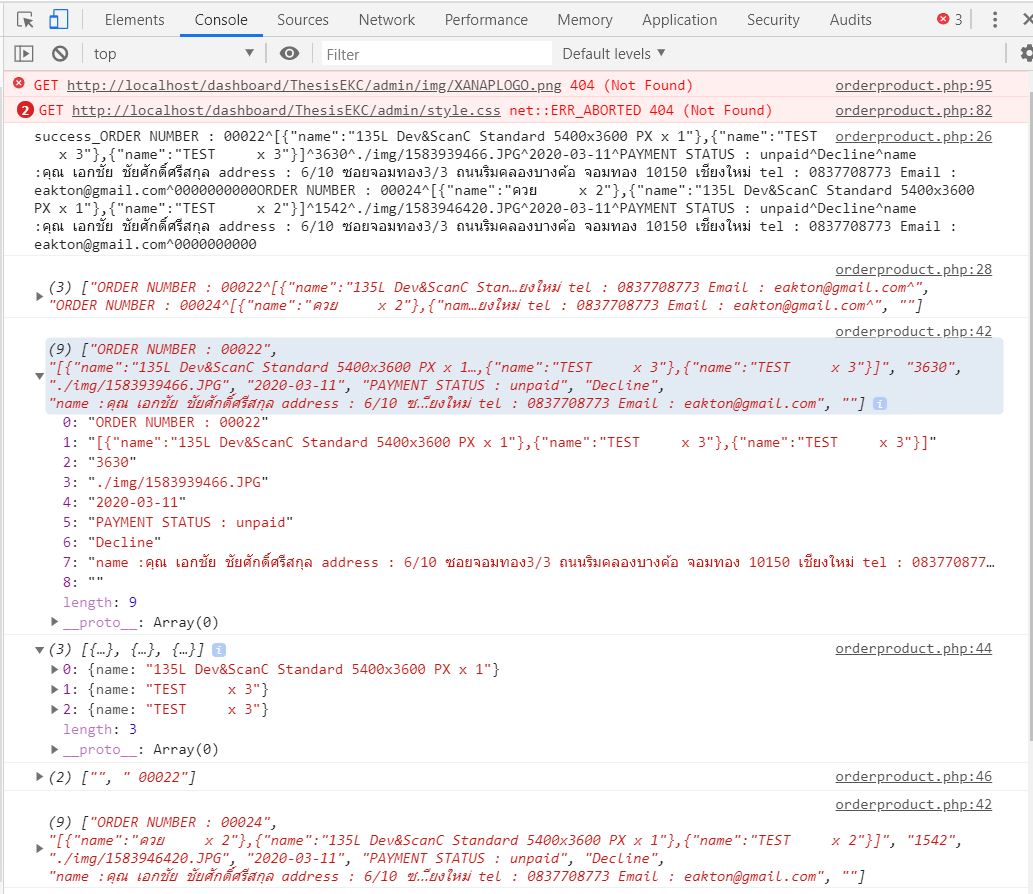 Elements Console Sources Network Performance Memory Application Security Audits 3
top Filter Default levels
GET http://localhost/dashboard/ThesisEKC/admin/img/XANAPLOGO.png 404 (Not Found) orderproduct.php:95
2 GET http://localhost/dashboard/ThesisEKC/admin/style.css net::ERR_ABORTED 404 (Not Found) orderproduct.php:82
success_ORDER NUMBER : 00022^[{"name":"135L Dev&ScanC Standard 5400x3600 PX x 1"},{"name":"TEST orderproduct.php:26
x 3"},{"name":"TEST x 3"}]^3630^./img/1583939466.JPG^2020-03-11^PAYMENT STATUS : unpaid^Decline^name
:คุณ เอกชัย ชัยศักดิ์ศรีสกุล address : 6/10 ซอยจอมทอง3/3 ถนนริมคลองบางค้อ จอมทอง 10150 เชียงใหม่ tel : 0837708773 Email :
eakton@gmail.com^0000000000ORDER NUMBER : 00024^[{"name":"ควย x 2"},{"name":"135L Dev&ScanC Standard 5400x3600
PX x 1"},{"name":"TEST x 2"}]^1542^./img/1583946420.JPG^2020-03-11^PAYMENT STATUS : unpaid^Decline^name
:คุณ เอกชัย ชัยศักดิ์ศรีสกุล address : 6/10 ซอยจอมทอง3/3 ถนนริมคลองบางค้อ จอมทอง 10150 เชียงใหม่ tel : 0837708773 Email :
eakton@gmail.com^0000000000
orderproduct.php:28
(3) ["ORDER NUMBER : 00022^[{"name":"135L Dev&ScanC Stan…ยงใหม่ tel : 0837708773 Email : eakton@gmail.com^",
"ORDER NUMBER : 00024^[{"name":"ควย x 2"},{"nam…ยงใหม่ tel : 0837708773 Email : eakton@gmail.com^", ""]
orderproduct.php:42
(9) ["ORDER NUMBER : 00022",
"[{"name":"135L Dev&ScanC Standard 5400x3600 PX x 1…,{"name":"TEST x 3"},{"name":"TEST x 3"}]", "3630",
"./img/1583939466.JPG", "2020-03-11", "PAYMENT STATUS : unpaid", "Decline",
"name :คุณ เอกชัย ชัยศักดิ์ศรีสกุล address : 6/10 ซ…ียงใหม่ tel : 0837708773 Email : eakton@gmail.com", ""] i
0: "ORDER NUMBER : 00022"
1: "[{"name":"135L Dev&ScanC Standard 5400x3600 PX x 1"},{"name":"TEST x 3"},{"name":"TEST x 3"}]"
2: "3630"
3: "./img/1583939466.JPG"
4: "2020-03-11"
5: "PAYMENT STATUS : unpaid"
6: "Decline"
7: "name :คุณ เอกชัย ชัยศักดิ์ศรีสกุล address : 6/10 ซอยจอมทอง3/3 ถนนริมคลองบางค้อ จอมทอง 10150 เชียงใหม่ tel : 083770877…
8: ""
length: 9
__proto__: Array(0)
(3) [{…}, {…}, {…}] i orderproduct.php:44
0: {name: "135L Dev&ScanC Standard 5400x3600 PX x 1"}
1: {name: "TEST x 3"}
2: {name: "TEST x 3"}
length: 3
__proto__: Array(0)
(2) ["", " 00022"] orderproduct.php:46
orderproduct.php:42
(9) ["ORDER NUMBER : 00024",
"[{"name":"ควย x 2"},{"name":"135L Dev&ScanC Standard 5400x3600 PX x 1"},{"name":"TEST x 2"}]", "1542",
"./img/1583946420.JPG", "2020-03-11", "PAYMENT STATUS : unpaid", "Decline",
"name :คุณ เอกชัย ชัยศักดิ์ศรีสกุล address : 6/10 ซ…ียงใหม่ tel : 0837708773 Email : eakton@gmail.com", ""]